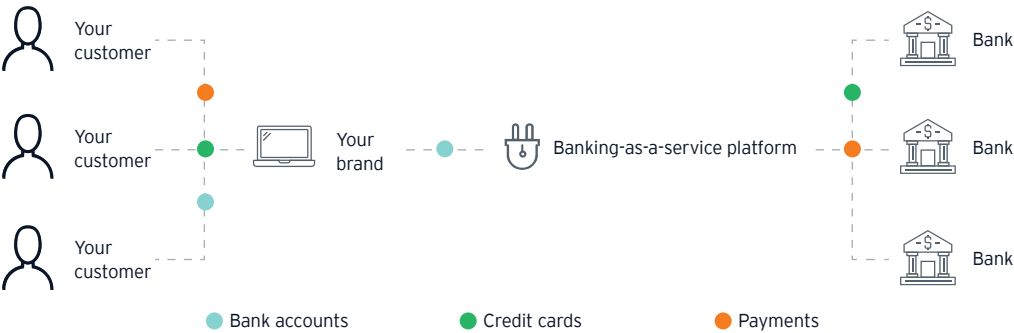 Your
customer
Bank
Your
customer
Your
brand
Banking-as-a-service platform
Bank
Your
customer
Bank
Bank accounts
Credit cards
Payments